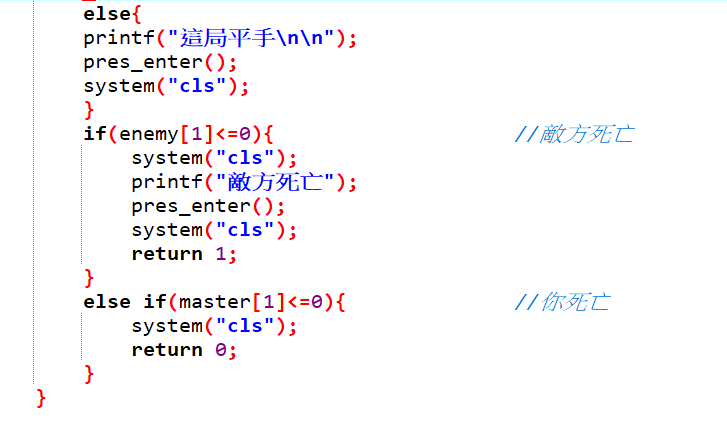 else{
printf("這局平手\n\n");
pres_enter();
system("cls");
}
if(enemy[1]<=0){ //敵方死亡
system("cls");
printf("敵方死亡");
pres_enter();
system("cls");
return 1;
}
else if(master[1]<=0){ //你死亡
system("cls");
return 0;
}
}